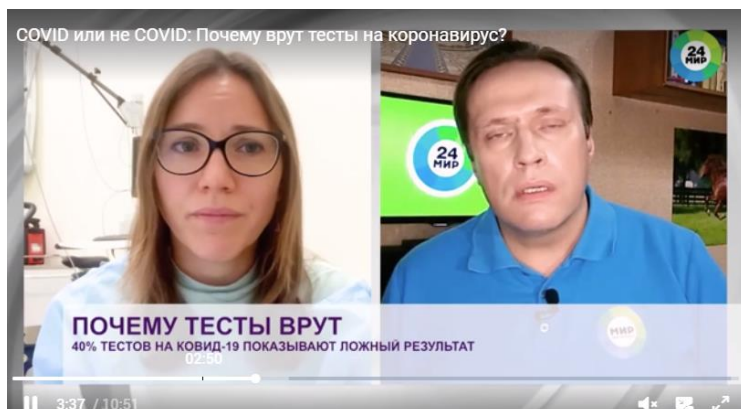 COVID или не COVID: Почему врут тесты на коронавирус?
24
МИР
24
МИР
ПОЧЕМУ ТЕСТЫ ВРУТ
40% ТЕСТОВ НА КОВИД-19 ПОКАЗЫВАЮТ ЛОЖНЫЙ РЕЗУЛЬТАТ
МИР
02:50
3:37 / 10:51